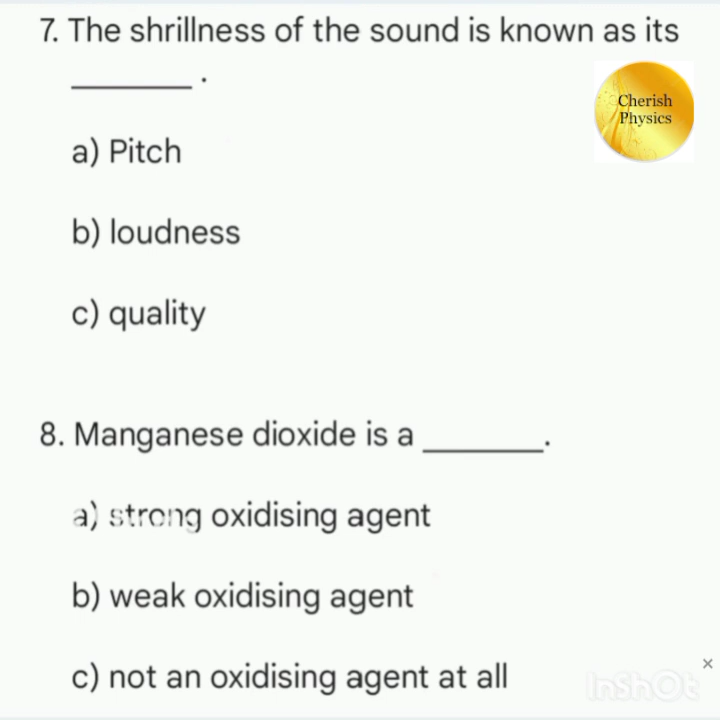 7. The shrillness of the sound is known as its
________.
Cherish
Physics
a) Pitch
b) loudness
c) quality
8. Manganese dioxide is a ________.
a) strong oxidising agent
b) weak oxidising agent
c) not an oxidising agent at all
InShOt